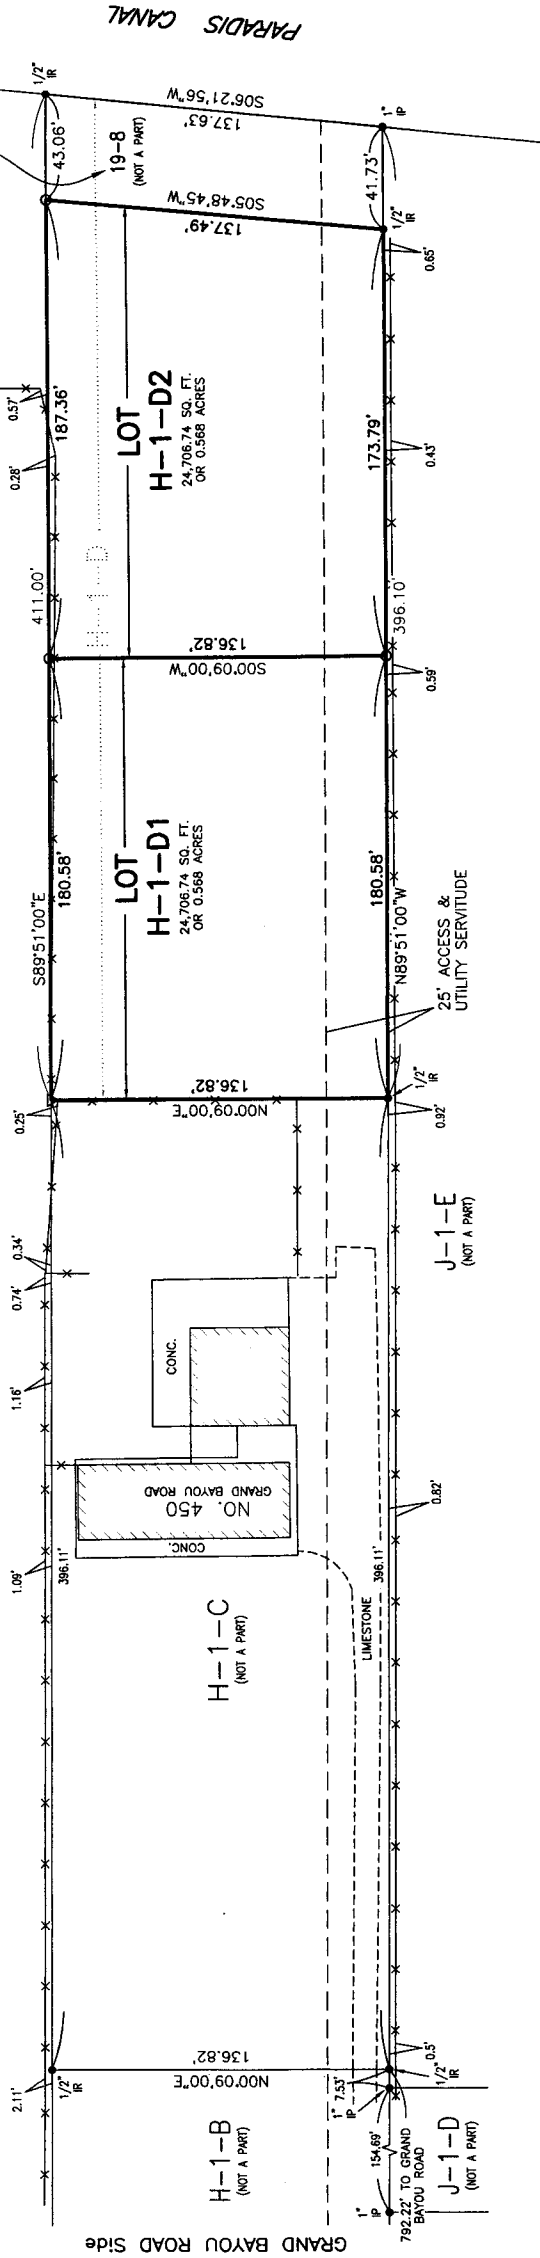 PARADIS CANAL
1/2"
IR
43.06'
S06°21'56"W
137.63'
1"
IP
19-8
(NOT A PART)
S05°48'45"W
137.49'
41.73'
1/2"
IR
0.65'
0.57'
187.36'
0.28'
411.00'
LOT
H-1-D2
24,706.74 SQ. FT.
OR 0.568 ACRES
173.79'
0.43'
H-1-D
396.10'
136.82'
S00°09'00"W
0.59'
S89°51'00"E
180.58'
LOT
H-1-D1
24,706.74 SQ. FT.
OR 0.568 ACRES
180.58'
N89°51'00"W
25' ACCESS &
UTILITY SERVITUDE
136.82'
N00°09'00"E
1/2"
IR
0.92'
0.25'
0.34'
0.74'
1.16'
1.09'
396.11'
CONC.
NO. 450
GRAND BAYOU ROAD
CONC.
J-1-E
(NOT A PART)
0.82'
396.11'
LIMESTONE
H-1-C
(NOT A PART)
2.11'
1/2"
IR
136.82'
N00°09'00"E
0.5'
1/2"
IR
7.53'
1"
IP
154.69'
1"
IP
792.22' TO GRAND
BAYOU ROAD
J-1-D
(NOT A PART)
H-1-B
(NOT A PART)
GRAND BAYOU ROAD Side